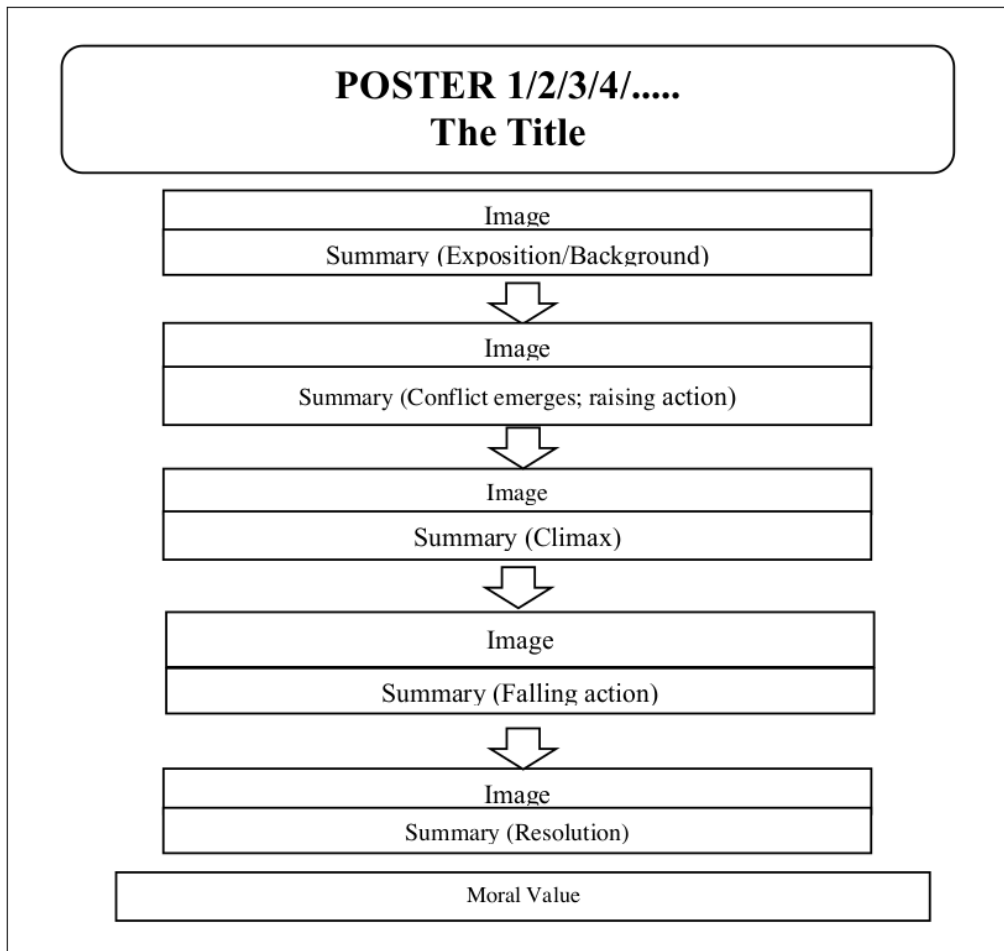 POSTER 1/2/3/4/.....
The Title
Image
Summary (Exposition/Background)
Image
Summary (Conflict emerges; raising action)
Image
Summary (Climax)
Image
Summary (Falling action)
Image
Summary (Resolution)
Moral Value